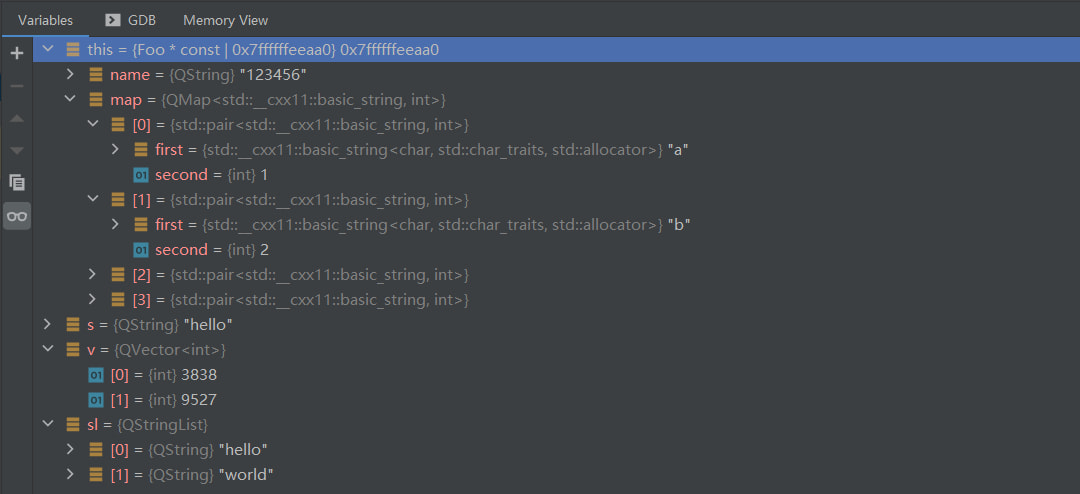 Variables GDB Memory View
this = {Foo * const | 0x7ffffffeeaa0} 0x7ffffffeeaa0
name = {QString} "123456"
map = {QMap<std::__cxx11::basic_string, int>}
[0] = {std::pair<std::__cxx11::basic_string, int>}
first = {std::__cxx11::basic_string<char, std::char_traits, std::allocator>} "a"
01 second = {int} 1
[1] = {std::pair<std::__cxx11::basic_string, int>}
first = {std::__cxx11::basic_string<char, std::char_traits, std::allocator>} "b"
01 second = {int} 2
[2] = {std::pair<std::__cxx11::basic_string, int>}
[3] = {std::pair<std::__cxx11::basic_string, int>}
s = {QString} "hello"
v = {QVector<int>}
01 [0] = {int} 3838
01 [1] = {int} 9527
sl = {QStringList}
[0] = {QString} "hello"
[1] = {QString} "world"